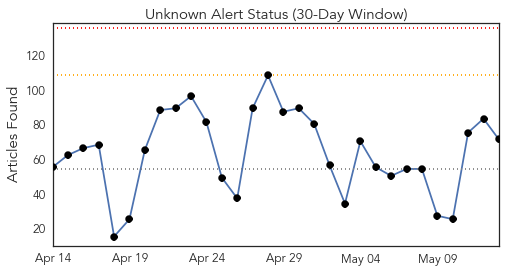 Unknown Alert Status (30-Day Window)
Articles Found
120
100
80
60
40
20
Apr 14 Apr 19 Apr 24 Apr 29 May 04 May 09